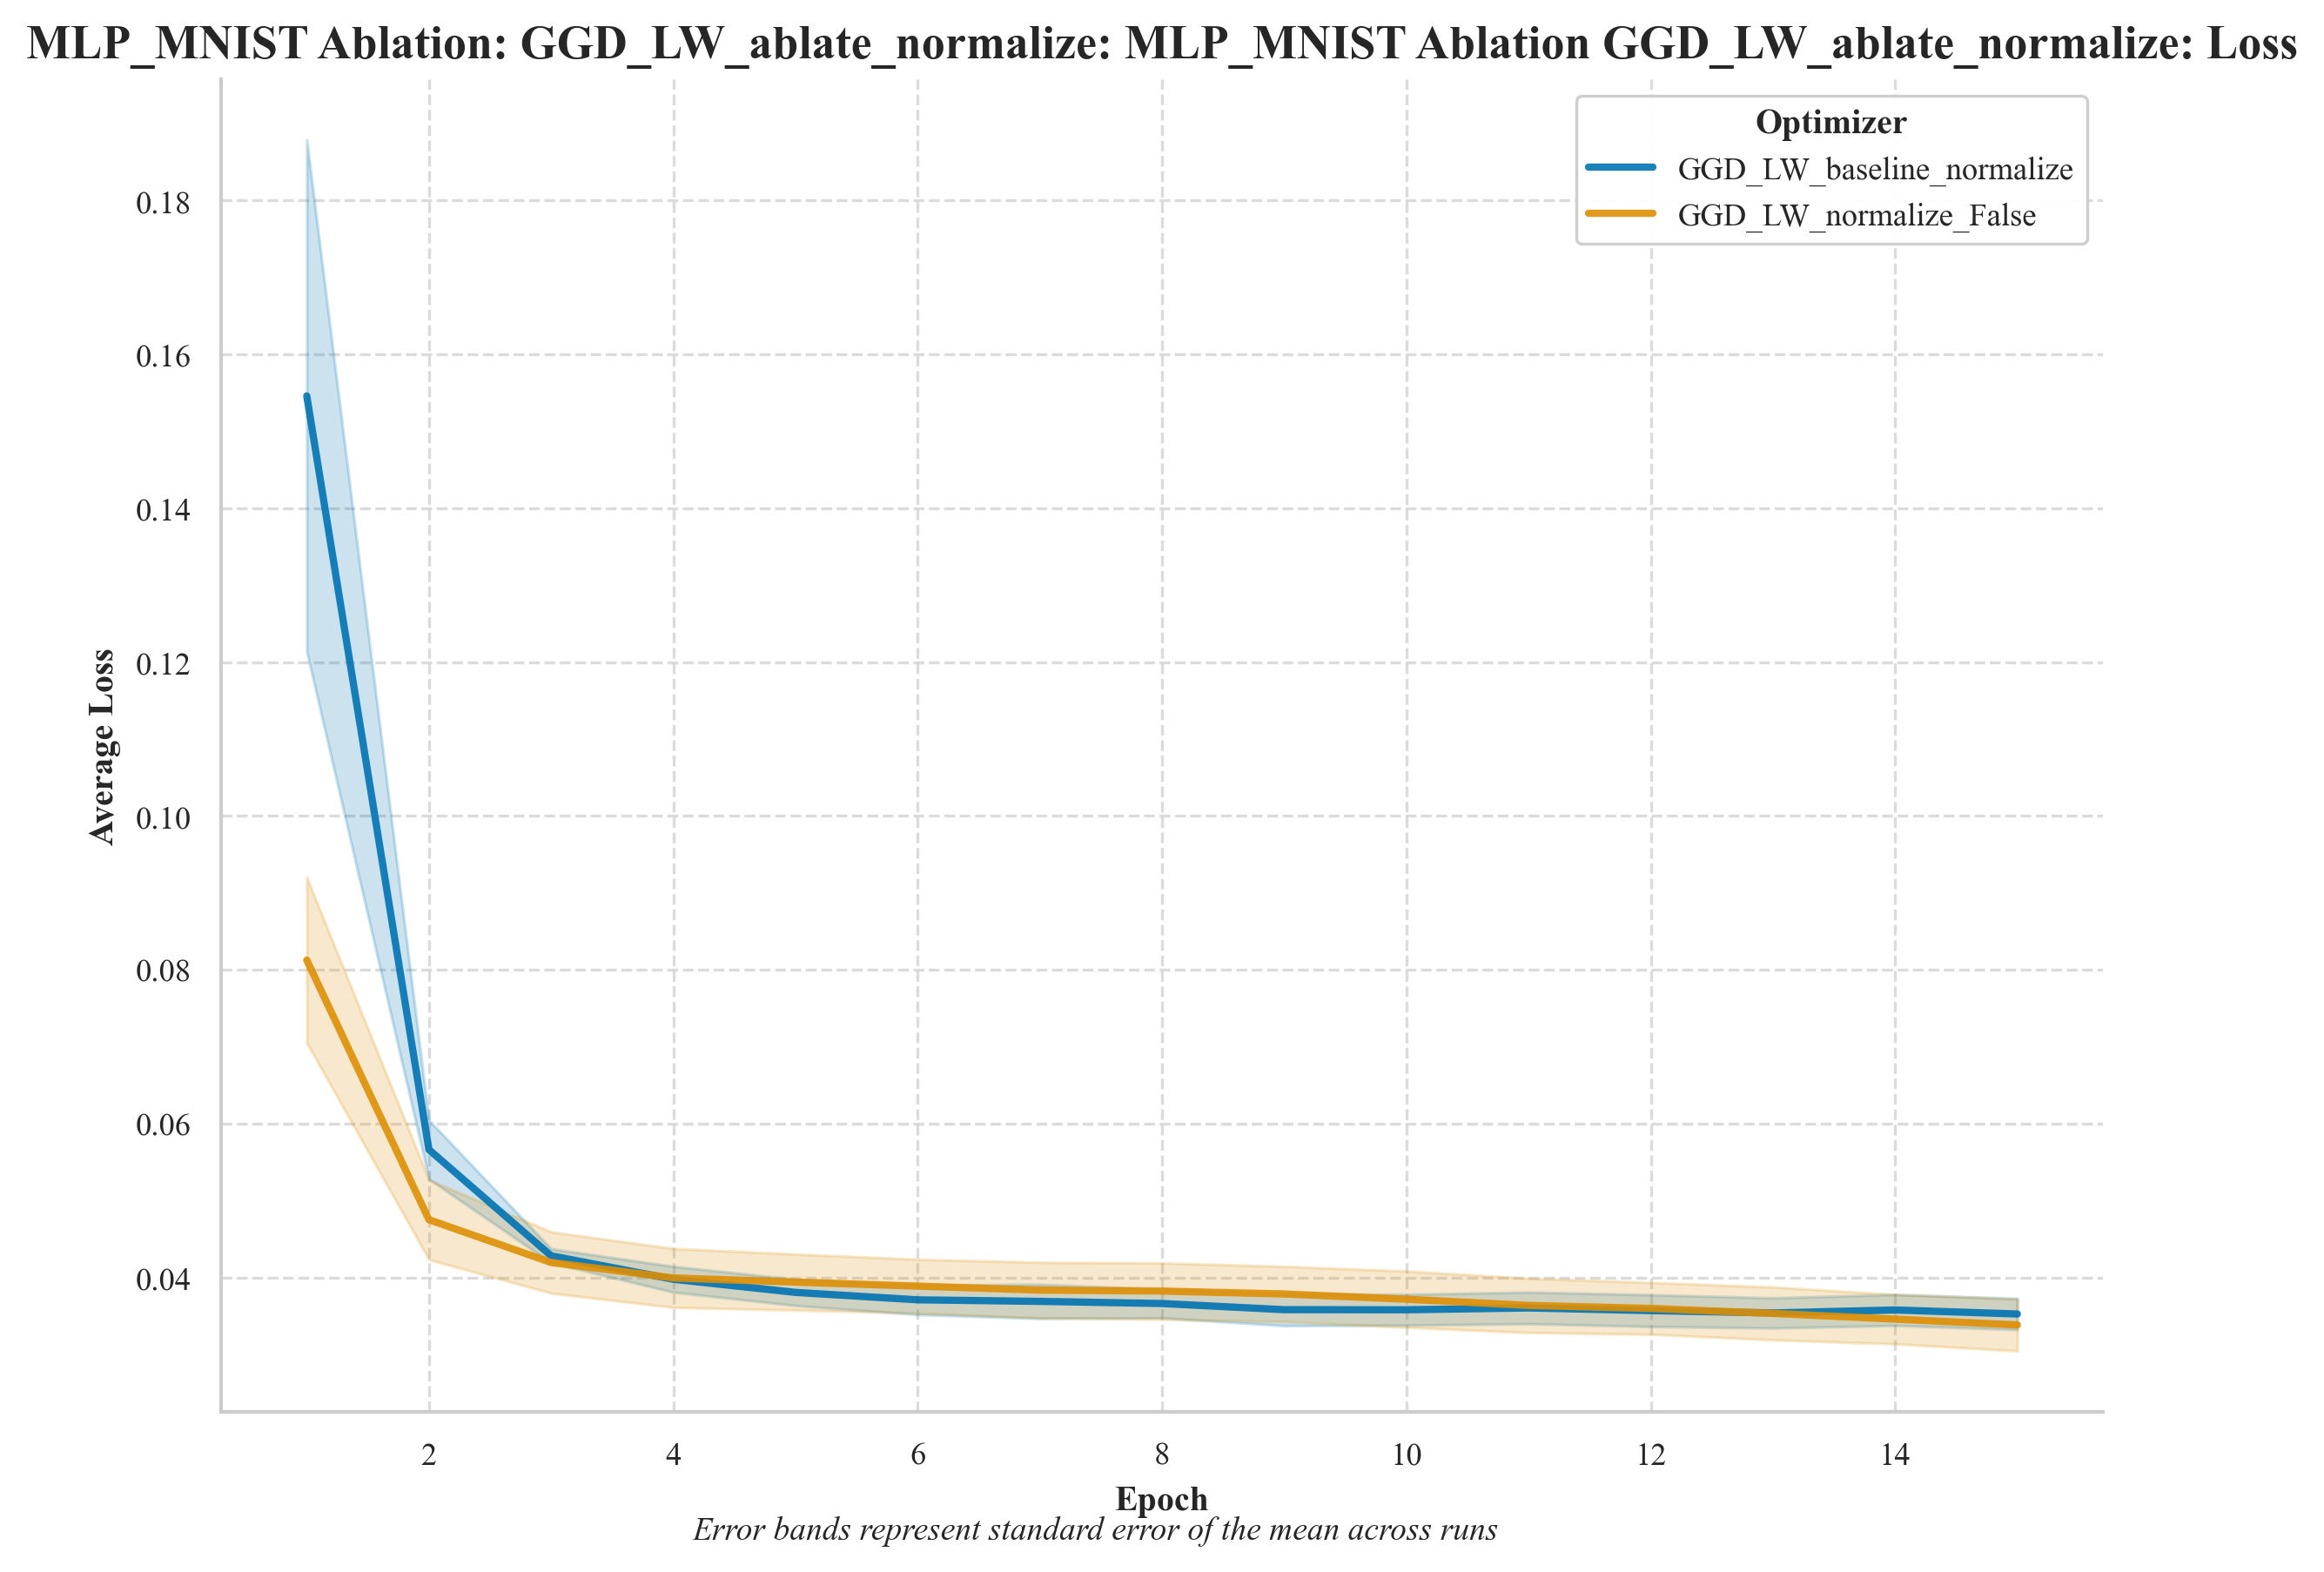 MLP_MNIST Ablation: GGD_LW_ablate_normalize: MLP_MNIST Ablation GGD_LW_ablate_normalize: Loss
Optimizer
GGD_LW_baseline_normalize
GGD_LW_normalize_False
Average Loss
0.18
0.16
0.14
0.12
0.10
0.08
0.06
0.04
2 4 6 8 10 12 14
Epoch
Error bands represent standard error of the mean across runs